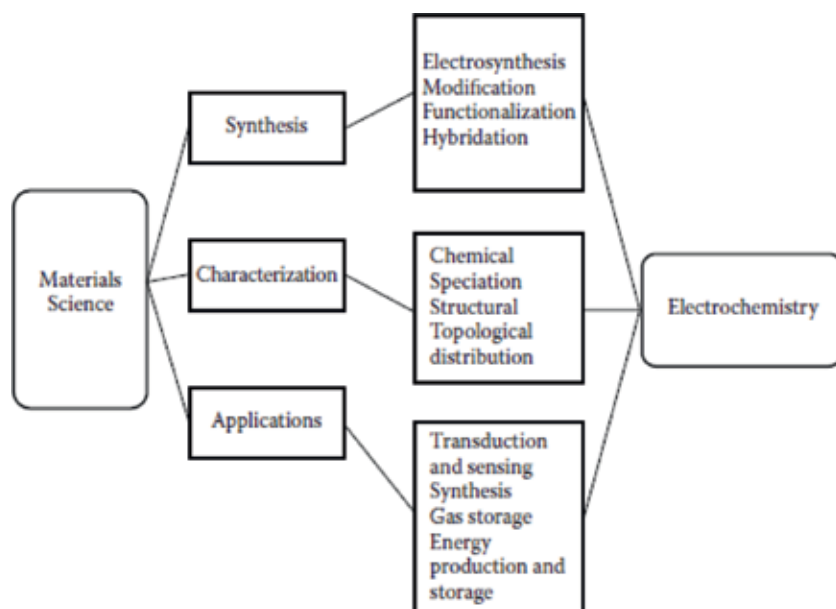 Materials
Science
Synthesis
Characterization
Applications
Electrosynthesis
Modification
Functionalization
Hybridation
Chemical
Speciation
Structural
Topological
distribution
Transduction
and sensing
Synthesis
Gas storage
Energy
production and
storage
Electrochemistry